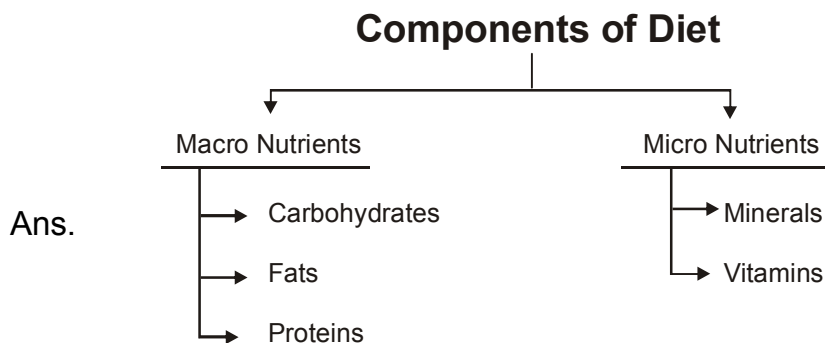 Components of Diet
Macro Nutrients
Micro Nutrients
Ans.
Carbohydrates
Fats
Proteins
Minerals
Vitamins